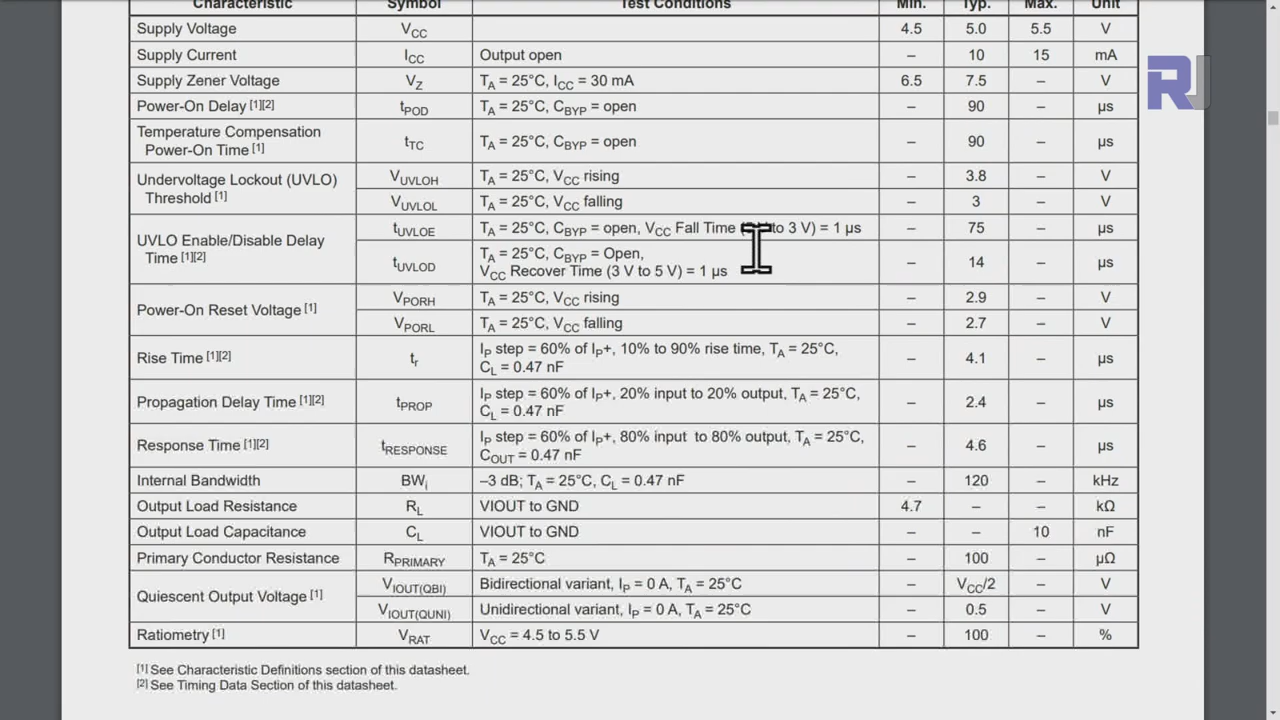 Characteristic Symbol Test Conditions Min. Typ. Max. Unit
Supply Voltage VCC 4.5 5.0 5.5 V
Supply Current ICC Output open – 10 15 mA
Supply Zener Voltage VZ TA = 25°C, ICC = 30 mA 6.5 7.5 – V
Power-On Delay [1][2] tPOD TA = 25°C, CBYP = open – 90 – µs
Temperature Compensation
Power-On Time [1] tTC TA = 25°C, CBYP = open – 90 – µs
Undervoltage Lockout (UVLO)
Threshold [1]
VUVLOH TA = 25°C, VCC rising – 3.8 – V
VUVLOL TA = 25°C, VCC falling – 3 – V
UVLO Enable/Disable Delay
Time [1][2]
tUVLOE TA = 25°C, CBYP = open, VCC Fall Time to 3 V) = 1 µs – 75 – µs
tUVLOD TA = 25°C, CBYP = Open,
VCC Recover Time (3 V to 5 V) = 1 µs – 14 – µs
Power-On Reset Voltage [1]
VPORH TA = 25°C, VCC rising – 2.9 – V
VPORL TA = 25°C, VCC falling – 2.7 – V
Rise Time [1][2] tr IP step = 60% of IP+, 10% to 90% rise time, TA = 25°C,
CL = 0.47 nF – 4.1 – µs
Propagation Delay Time [1][2] tPROP IP step = 60% of IP+, 20% input to 20% output, TA = 25°C,
CL = 0.47 nF – 2.4 – µs
Response Time [1][2] tRESPONSE IP step = 60% of IP+, 80% input to 80% output, TA = 25°C,
COUT = 0.47 nF – 4.6 – µs
Internal Bandwidth BWi –3 dB; TA = 25°C, CL = 0.47 nF – 120 – kHz
Output Load Resistance RL VIOUT to GND 4.7 – – kΩ
Output Load Capacitance CL VIOUT to GND – – 10 nF
Primary Conductor Resistance RPRIMARY TA = 25°C – 100 – µΩ
Quiescent Output Voltage [1]
VIOUT(QBI) Bidirectional variant, IP = 0 A, TA = 25°C – VCC/2 – V
VIOUT(QUNI) Unidirectional variant, IP = 0 A, TA = 25°C – 0.5 – V
Ratiometry [1] VRAT VCC = 4.5 to 5.5 V – 100 – %
[1] See Characteristic Definitions section of this datasheet.
[2] See Timing Data Section of this datasheet.
RJ